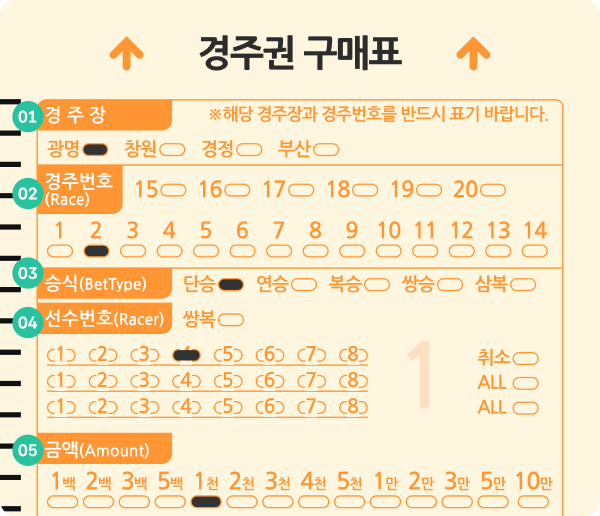 경주권 구매표
01 경 주 장 ※해당 경주장과 경주번호를 반드시 표기 바랍니다.
광명 창원 경정 부산
02 경주번호 (Race) 15 16 17 18 19 20
1 2 3 4 5 6 7 8 9 10 11 12 13 14
03 승식(BetType) 단승 연승 복승 쌍승 삼복
04 선수번호(Racer) 쌍복
1 2 3 4 5 6 7 8 1 취소
1 2 3 4 5 6 7 8 ALL
1 2 3 4 5 6 7 8 ALL
05 금액(Amount)
1백 2백 3백 5백 1천 2천 3천 4천 5천 1만 2만 3만 5만 10만